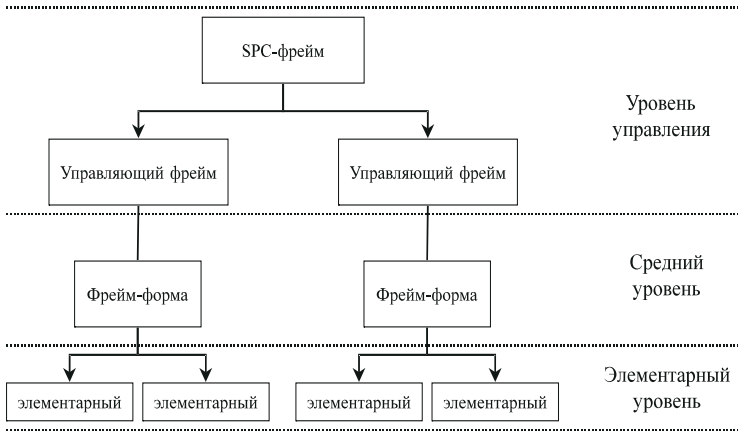 SPC-фрейм
Уровень
управления
Управляющий фрейм
Управляющий фрейм
Средний
уровень
Фрейм-форма
Фрейм-форма
Элементарный
уровень
элементарный
элементарный
элементарный
элементарный